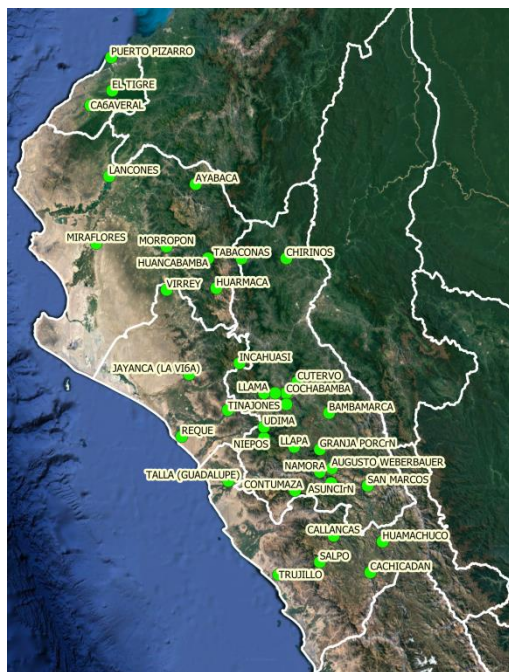 PUERTO PIZARRO
EL TIGRE
CA6AVERAL
LANCONES
AYABACA
MIRAFLORES
MORROPON
HUANCABAMBA
TABACONAS
CHIRINOS
VIRREY
HUARMACA
INCAHUASI
JAYANCA (LA VI6A)
CUTERVO
LLAMA
COCHABAMBA
TINAJONES
BAMBAMARCA
UDIMA
REQUE
NIEPOS
LLAPA
GRANJA PORCrN
AUGUSTO WEBERBAUER
NAMORA
TALLA (GUADALUPE)
CONTUMAZA
ASUNCIrN
SAN MARCOS
CALLANCAS
HUAMACHUCO
SALPO
TRUJILLO
CACHICADAN